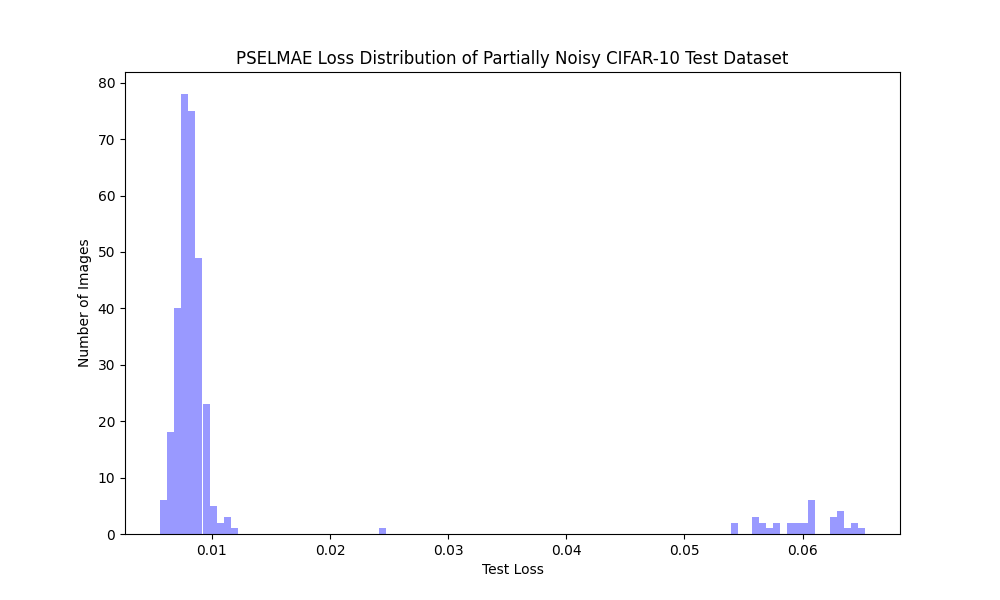 PSELMAE Loss Distribution of Partially Noisy CIFAR-10 Test Dataset
80
70
60
50
40
30
20
10
0
Number of Images
0.01 0.02 0.03 0.04 0.05 0.06
Test Loss